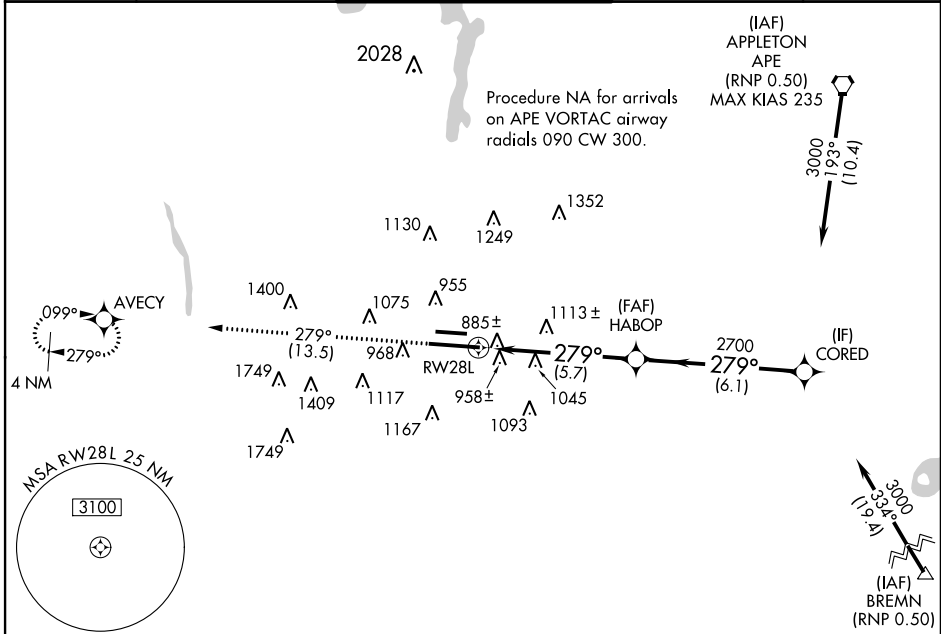 2028
(IAF)
APPLETON
APE
(RNP 0.50)
MAX KIAS 235
Procedure NA for arrivals
on APE VORTAC airway
radials 090 CW 300.
3000
193°
(10.4)
1352
1249
1130
1400
1075
955
AVECY
099°
279°
4 NM
279°
(13.5)
885±
1113±
968
RW28L
958±
1045
279°
(5.7)
(FAF)
HABOP
2700
279°
(6.1)
(IF)
CORED
1749
1409
1117
1167
1093
1749
MSA RW28L 25 NM
3100
3000
334°
(19.4)
(IAF)
BREMN
(RNP 0.50)